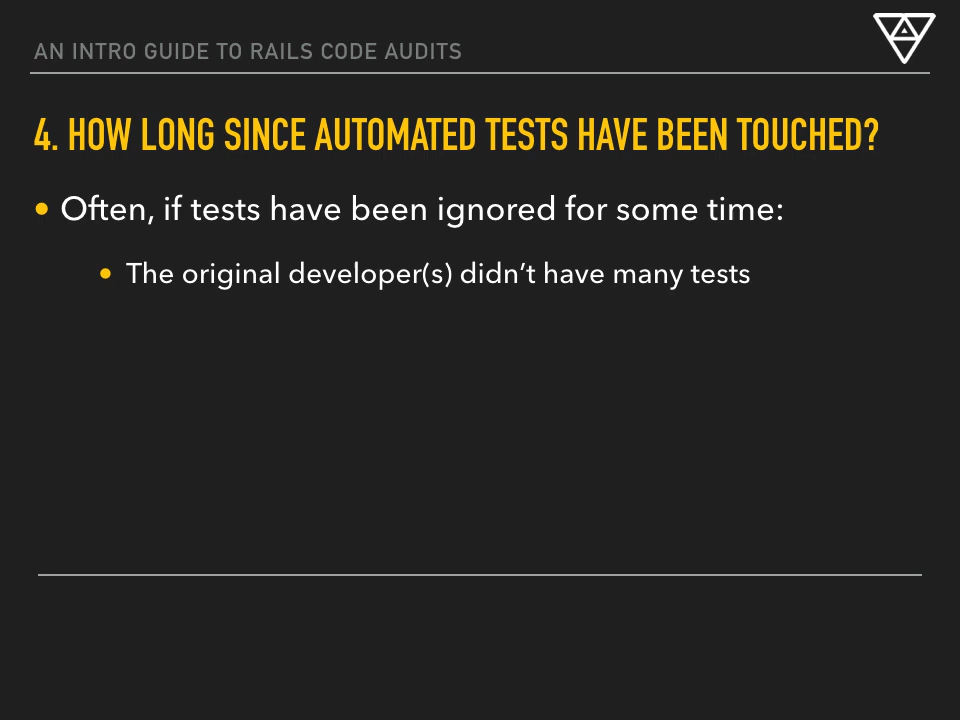 AN INTRO GUIDE TO RAILS CODE AUDITS
4. HOW LONG SINCE AUTOMATED TESTS HAVE BEEN TOUCHED?
• Often, if tests have been ignored for some time:
• The original developer(s) didn’t have many tests